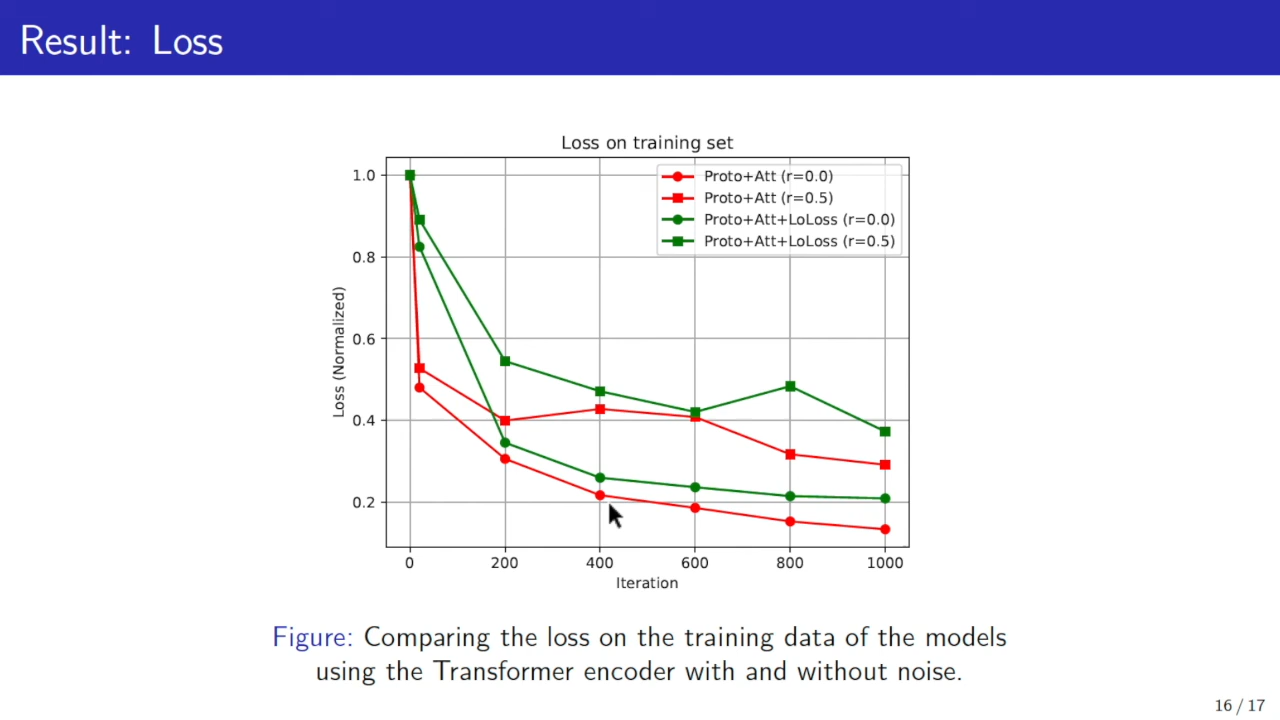 Result: Loss
Loss on training set
Proto+Att (r=0.0)
Proto+Att (r=0.5)
Proto+Att+LoLoss (r=0.0)
Proto+Att+LoLoss (r=0.5)
Loss (Normalized)
1.0
0.8
0.6
0.4
0.2
0 200 400 600 800 1000
Iteration
Figure: Comparing the loss on the training data of the models
using the Transformer encoder with and without noise.
16 / 17